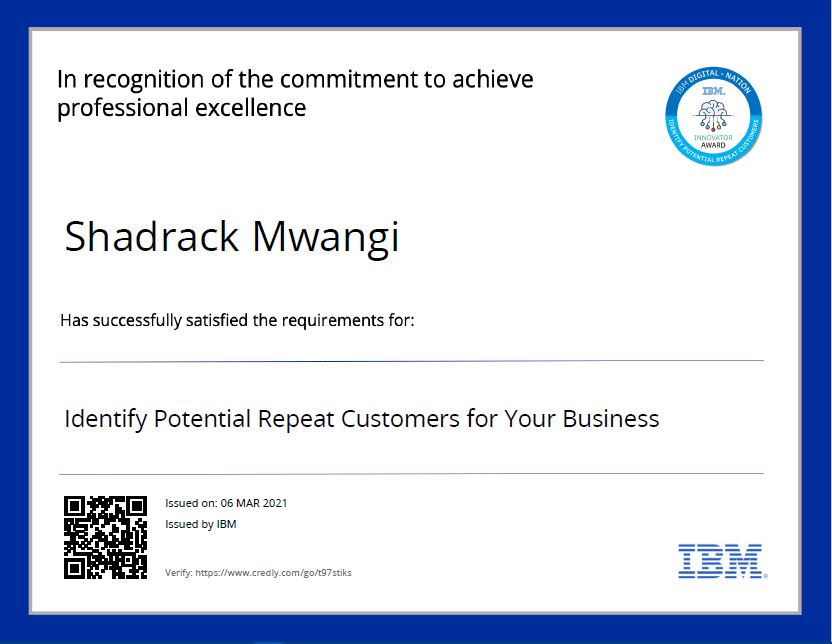 In recognition of the commitment to achieve
professional excellence
IBM DIGITAL - NATION
IBM.
INNOVATOR
AWARD
IDENTIFY POTENTIAL REPEAT CUSTOMERS
Shadrack Mwangi
Has successfully satisfied the requirements for:
Identify Potential Repeat Customers for Your Business
Issued on: 06 MAR 2021
Issued by IBM
Verify: https://www.credly.com/go/t97stiks
IBM®